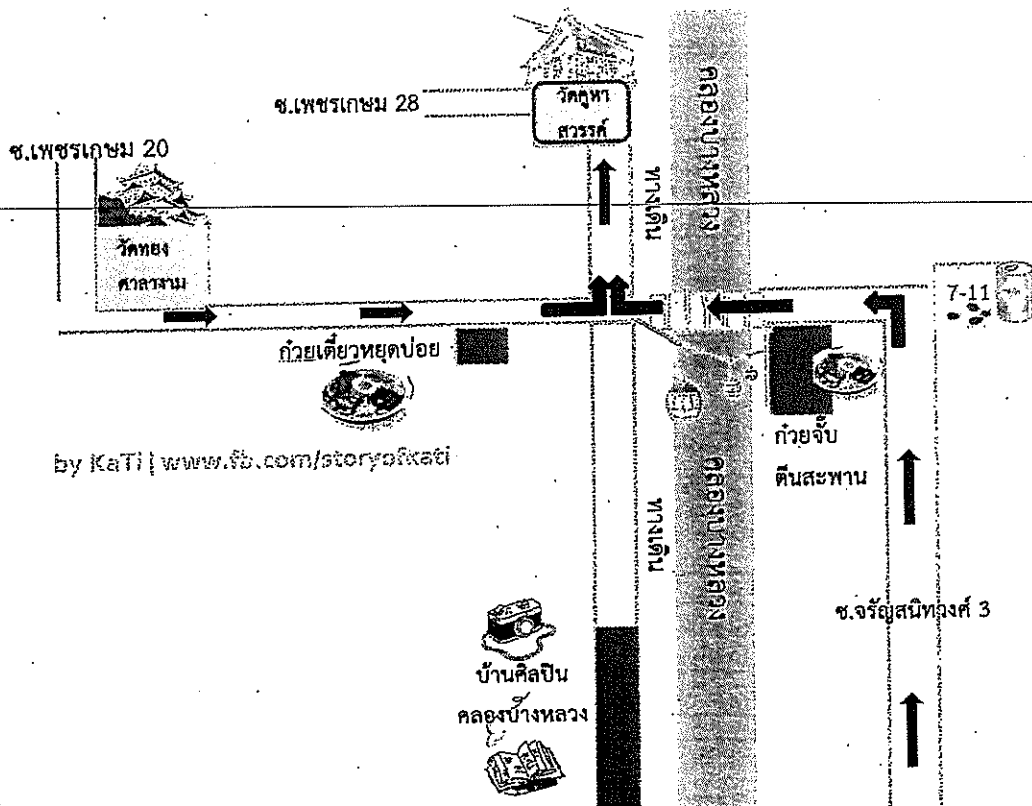 วัดคูหา
สวรรค์
ซ.เพชรเกษม 28
คลองบางหลวง
ซ.เพชรเกษม 20
ทางเดิน
วัดทอง
ศาลางาม
7-11
ก๋วยเตี๋ยวหยุดบ่อย
ก๋วยจั๊บ
ตีนสะพาน
by KaTi | www.fb.com/storyofkati
คลองบางหลวง
ทางเดิน
ซ.จรัญสนิทวงศ์ 3
บ้านศิลปิน
คลองบางหลวง